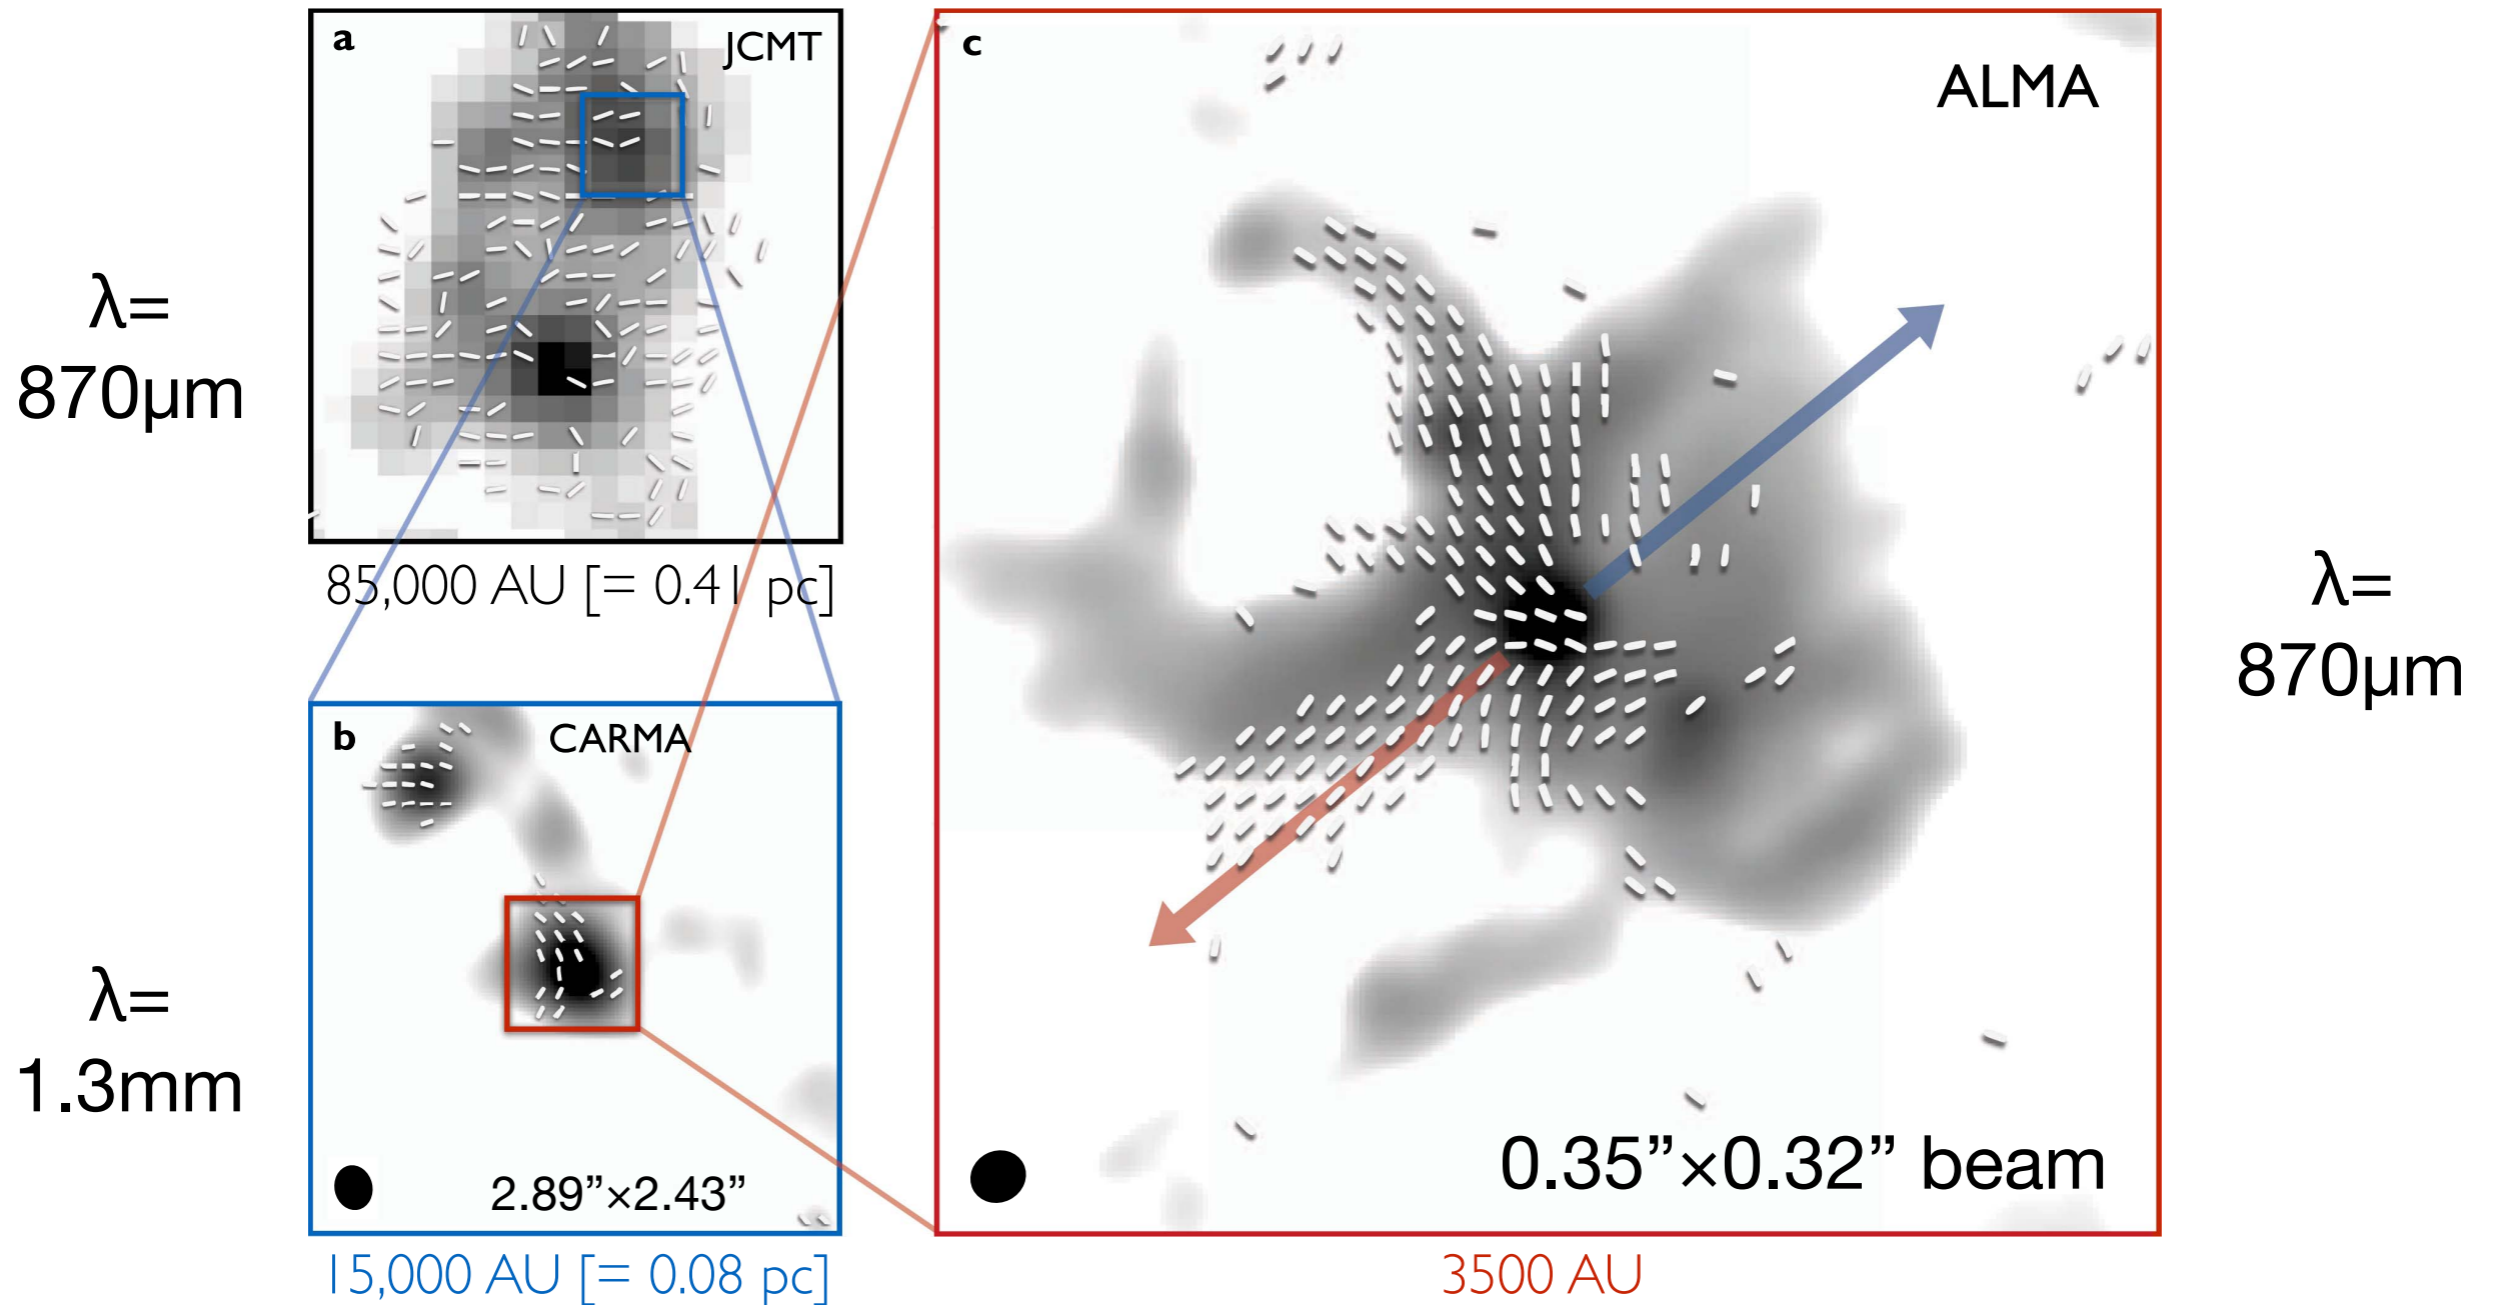 a
JCMT
λ=
870µm
85,000 AU [= 0.41 pc]
b
CARMA
λ=
1.3mm
2.89”×2.43”
15,000 AU [= 0.08 pc]
c
ALMA
λ=
870µm
0.35”×0.32” beam
3500 AU